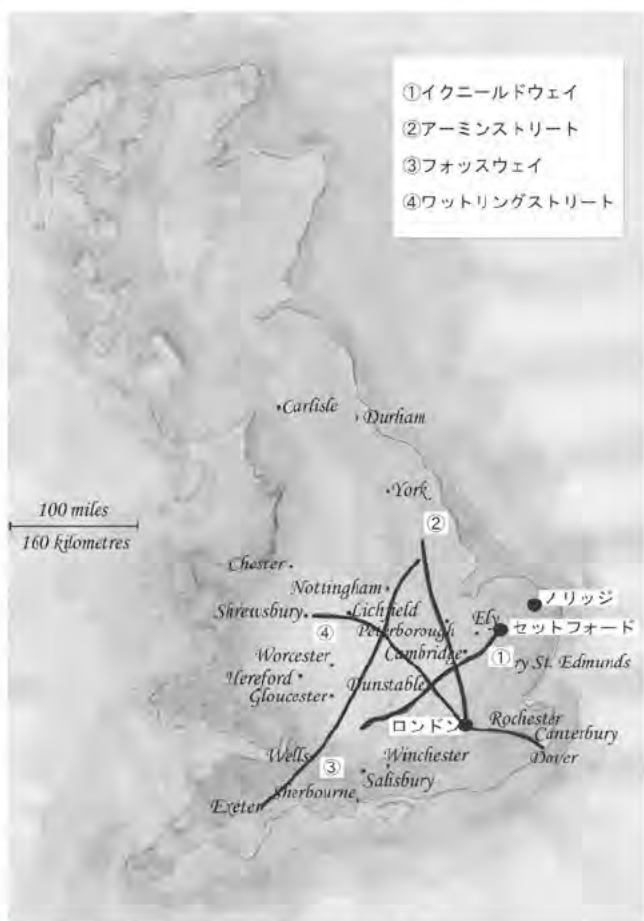 ①イクニールドウェイ
②アーミンストリート
③フォッスウェイ
④ワットリングストリート
Carlisle
Durham
York
100 miles
160 kilometres
②
Chester
Nottingham
ノリッジ
Shrewsbury
Lichfield
Ely
④
Peterborough
セットフォード
Cambridge
①
ry St. Edmunds
Worcester
Hereford
Dunstable
Gloucester
ロンドン
Rochester
Canterbury
Wells
③
Winchester
Dover
Salisbury
Sherbourne
Exeter